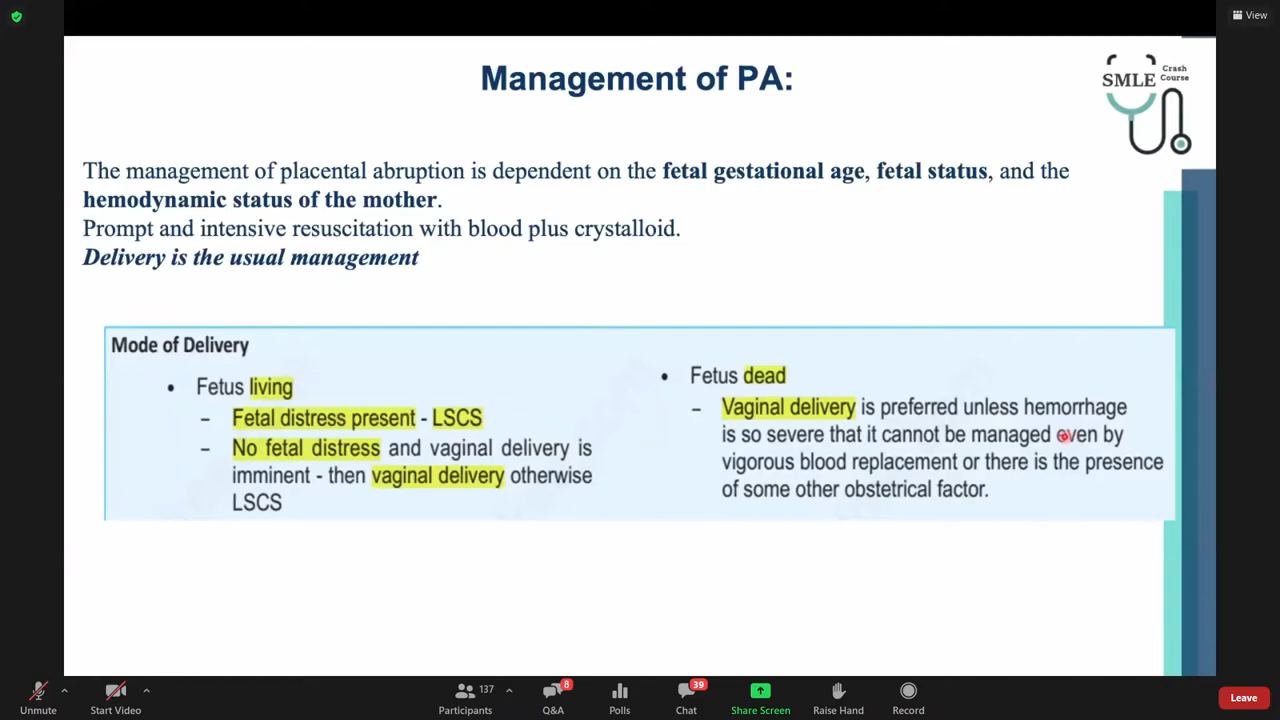 View
Management of PA:
SMLE Crash Course
The management of placental abruption is dependent on the fetal gestational age, fetal status, and the
hemodynamic status of the mother.
Prompt and intensive resuscitation with blood plus crystalloid.
Delivery is the usual management
Mode of Delivery
• Fetus living
– Fetal distress present - LSCS
– No fetal distress and vaginal delivery is
imminent - then vaginal delivery otherwise
LSCS
• Fetus dead
– Vaginal delivery is preferred unless hemorrhage
is so severe that it cannot be managed even by
vigorous blood replacement or there is the presence
of some other obstetrical factor.
137
8
39
Unmute
Start Video
Participants
Q&A
Polls
Chat
Share Screen
Raise Hand
Record
Leave